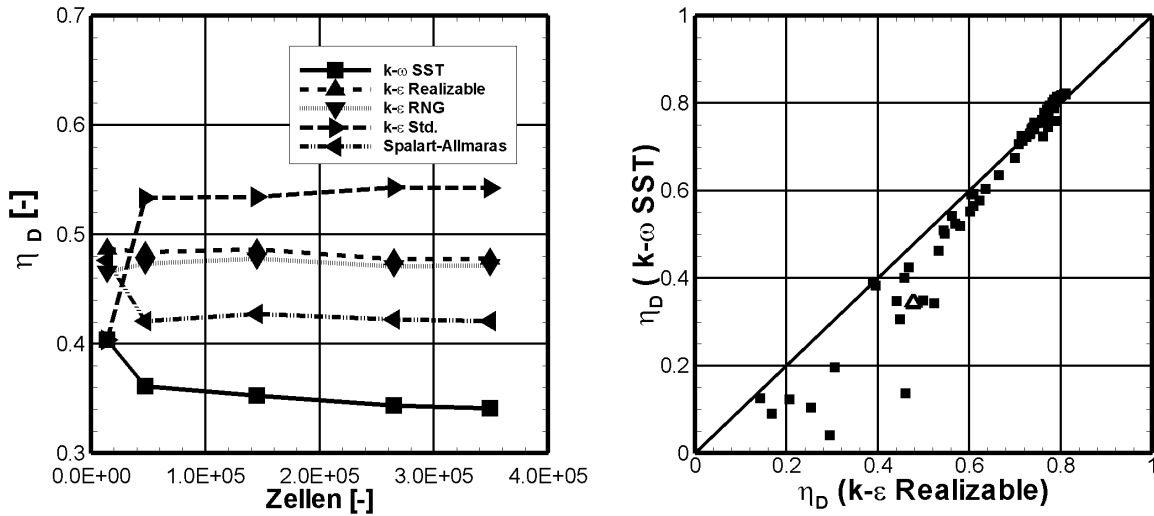 0.7
0.6
0.5
0.4
0.3
η D [-]
k-ω SST
k-ε Realizable
k-ε RNG
k-ε Std.
Spalart-Allmaras
0.0E+00
1.0E+05
2.0E+05
3.0E+05
4.0E+05
Zellen [-]
1
0.8
0.6
0.4
0.2
0
ηD ( k-ω SST)
0
0.2
0.4
0.6
0.8
1
ηD (k-ε Realizable)